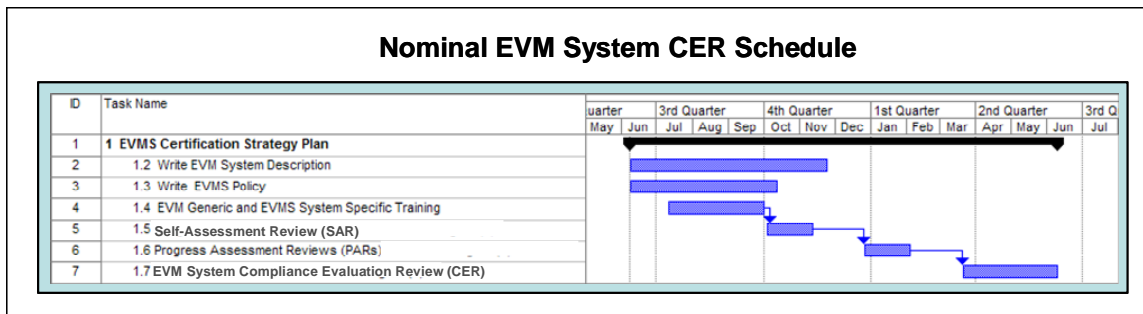 Nominal EVM System CER Schedule
ID Task Name
uarter 3rd Quarter 4th Quarter 1st Quarter 2nd Quarter 3rd Q
May Jun Jul Aug Sep Oct Nov Dec Jan Feb Mar Apr May Jun Jul
1 1 EVMS Certification Strategy Plan
2 1.2 Write EVM System Description
3 1.3 Write EVMS Policy
4 1.4 EVM Generic and EVMS System Specific Training
5 1.5 Self-Assessment Review (SAR)
6 1.6 Progress Assessment Reviews (PARs)
7 1.7 EVM System Compliance Evaluation Review (CER)